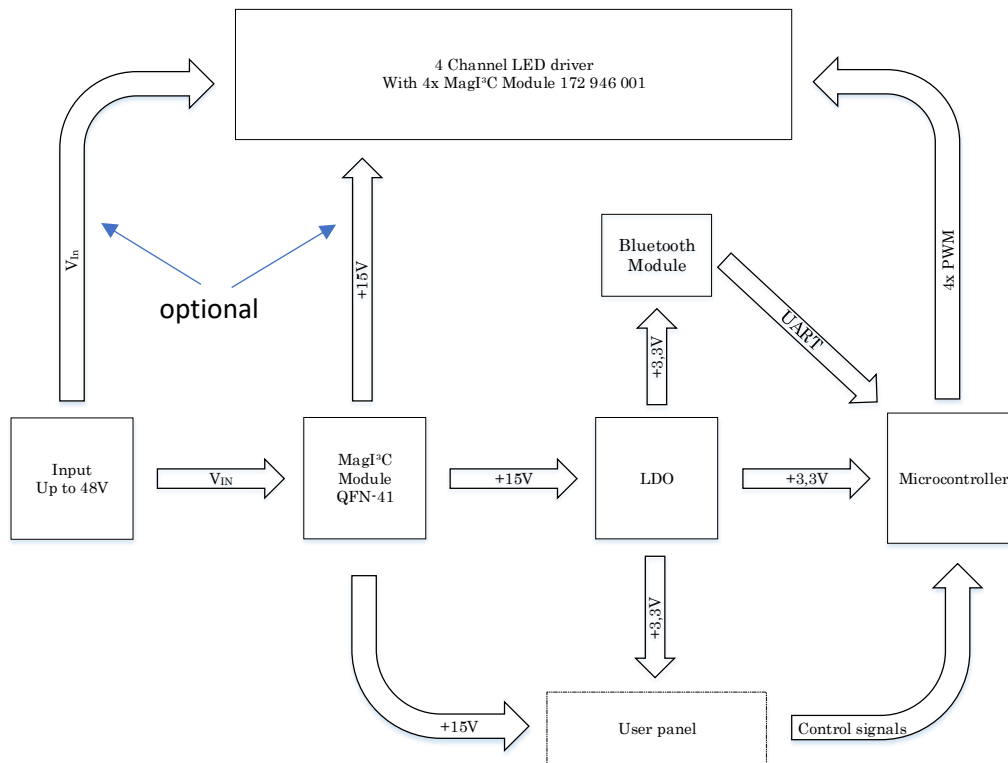 4 Channel LED driver
With 4x MagI³C Module 172 946 001
V_In
optional
+15V
Bluetooth
Module
UART
4x PWM
+3,3V
Input
Up to 48V
V_IN
MagI³C
Module
QFN-41
+15V
LDO
+3,3V
Microcontroller
+3,3V
+15V
User panel
Control signals